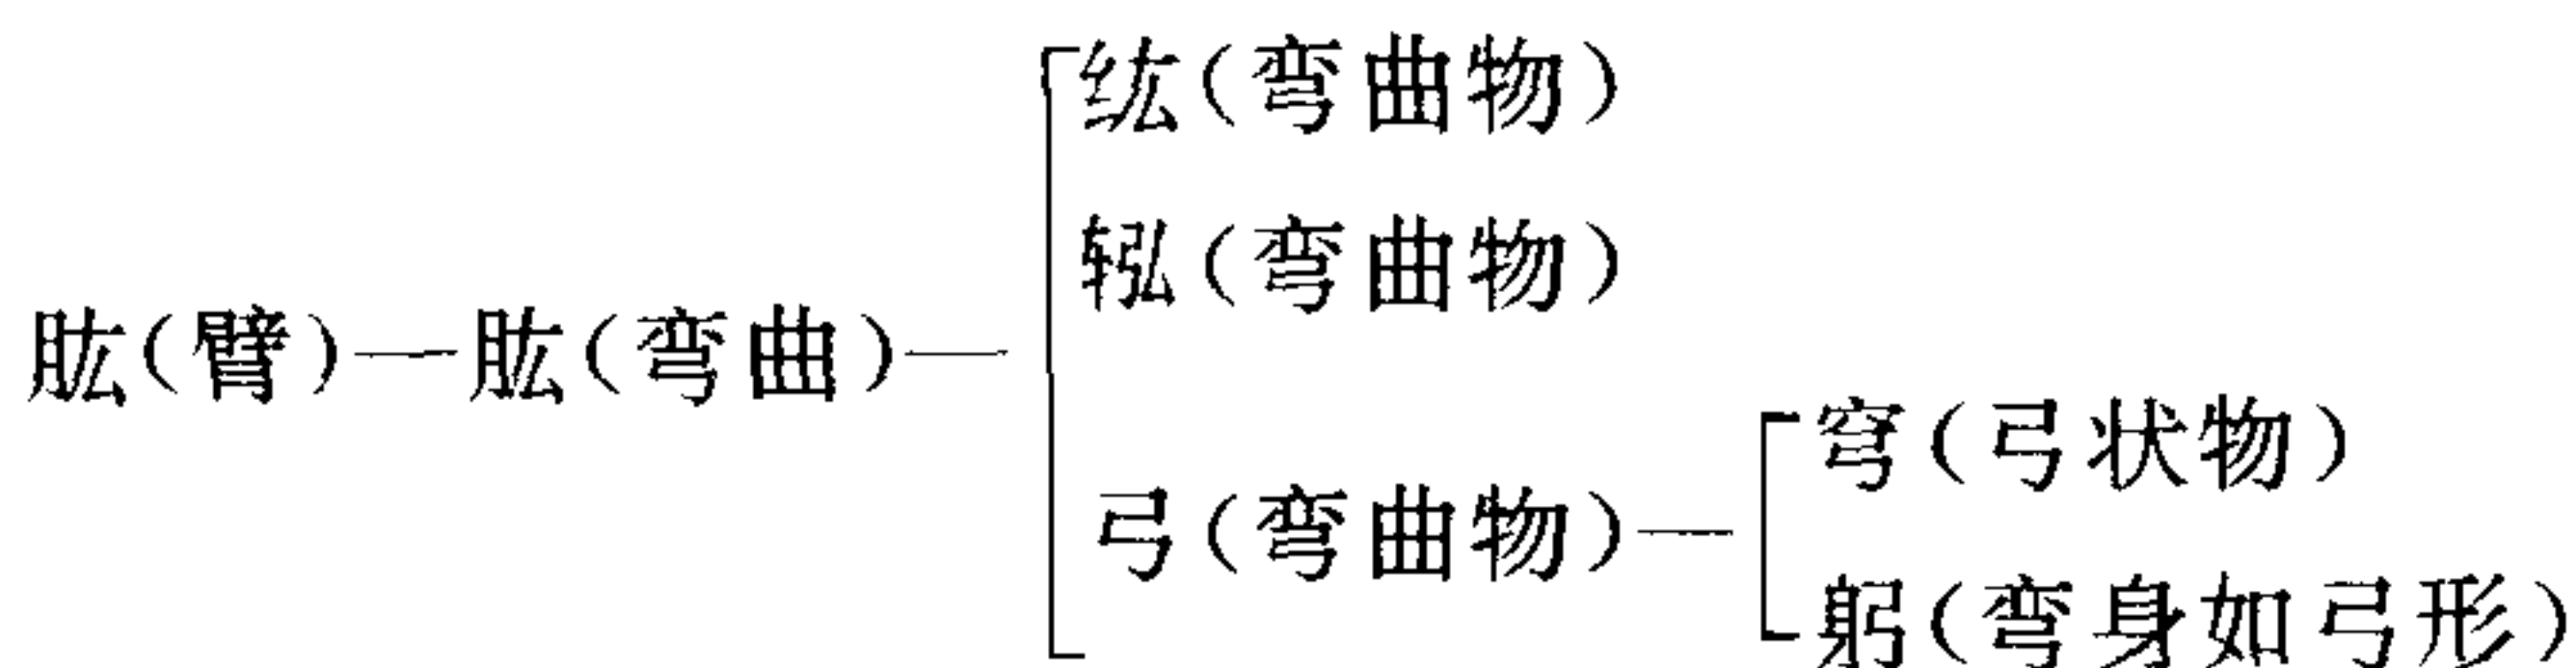 纮(弯曲物)
𫐌(弯曲物)
肱(臂)—肱(弯曲)—
弓(弯曲物)—
穹(弓状物)
躬(弯身如弓形)